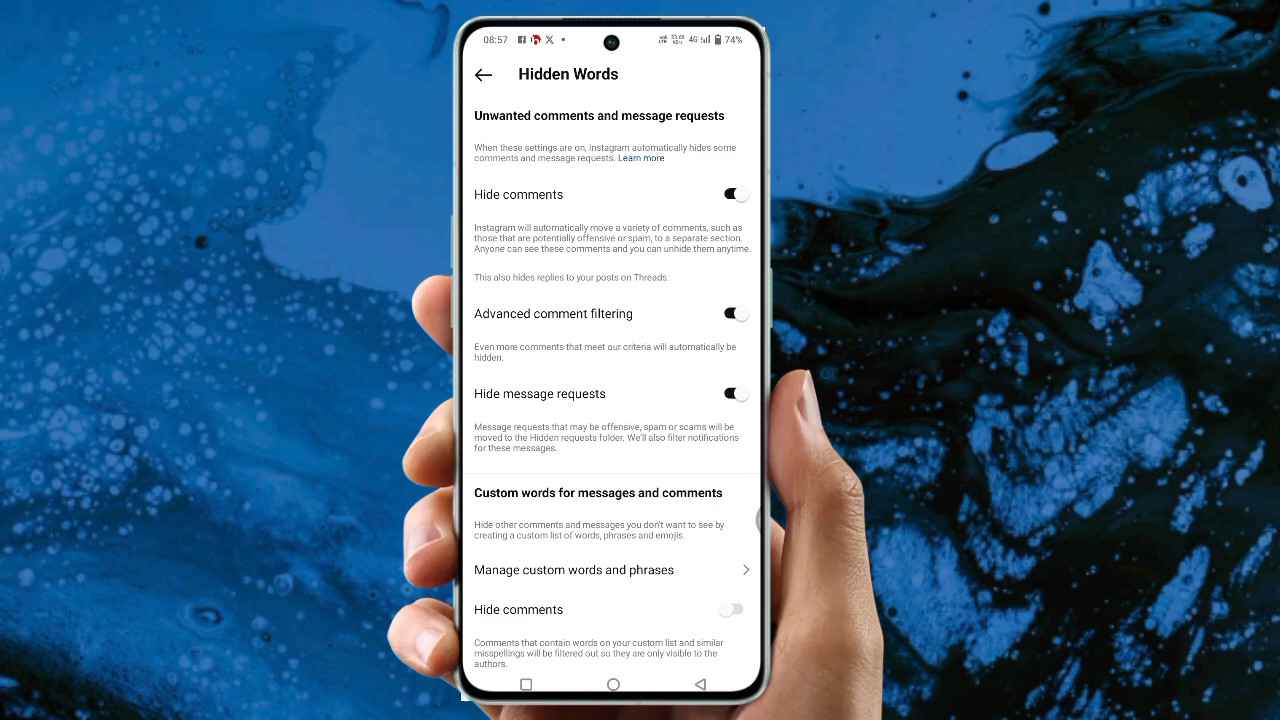 08:57 4G 74%
Hidden Words
Unwanted comments and message requests
When these settings are on, Instagram automatically hides some
comments and message requests. Learn more
Hide comments
Instagram will automatically move a variety of comments, such as
those that are potentially offensive or spam, to a separate section.
Anyone can see these comments and you can unhide them anytime.
This also hides replies to your posts on Threads.
Advanced comment filtering
Even more comments that meet our criteria will automatically be
hidden.
Hide message requests
Message requests that may be offensive, spam or scams will be
moved to the Hidden requests folder. We'll also filter notifications
for these messages.
Custom words for messages and comments
Hide other comments and messages you don't want to see by
creating a custom list of words, phrases and emojis.
Manage custom words and phrases
Hide comments
Comments that contain words on your custom list and similar
misspellings will be filtered out so they are only visible to the
authors.